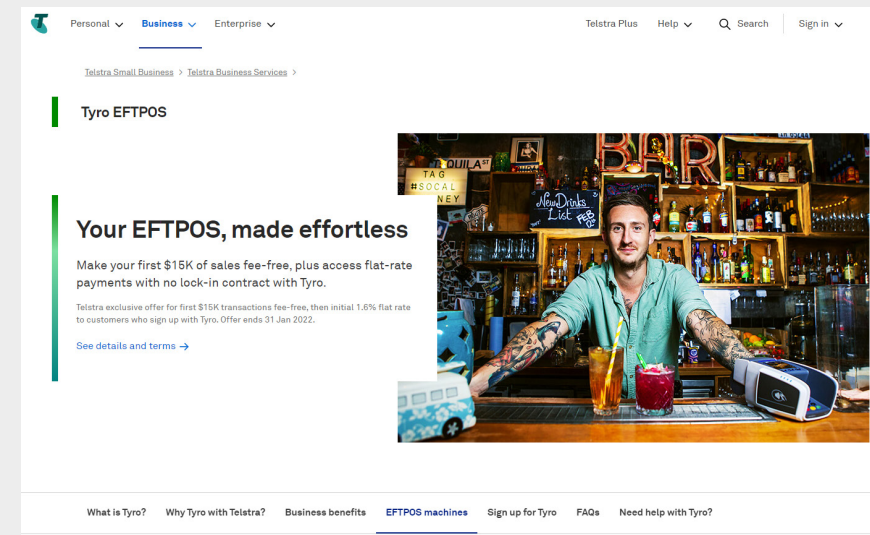 Personal
Business
Enterprise
Telstra Plus
Help
Search
Sign in
Telstra Small Business > Telstra Business Services >
Tyro EFTPOS
BAR
TEQUILA ST
TAG
#SOCAL
NEY
New Drinks
List FEB
Your EFTPOS, made effortless
Make your first $15K of sales fee-free, plus access flat-rate
payments with no lock-in contract with Tyro.
Telstra exclusive offer for first $15K transactions fee-free, then initial 1.6% flat rate
to customers who sign up with Tyro. Offer ends 31 Jan 2022.
See details and terms →
What is Tyro?
Why Tyro with Telstra?
Business benefits
EFTPOS machines
Sign up for Tyro
FAQs
Need help with Tyro?